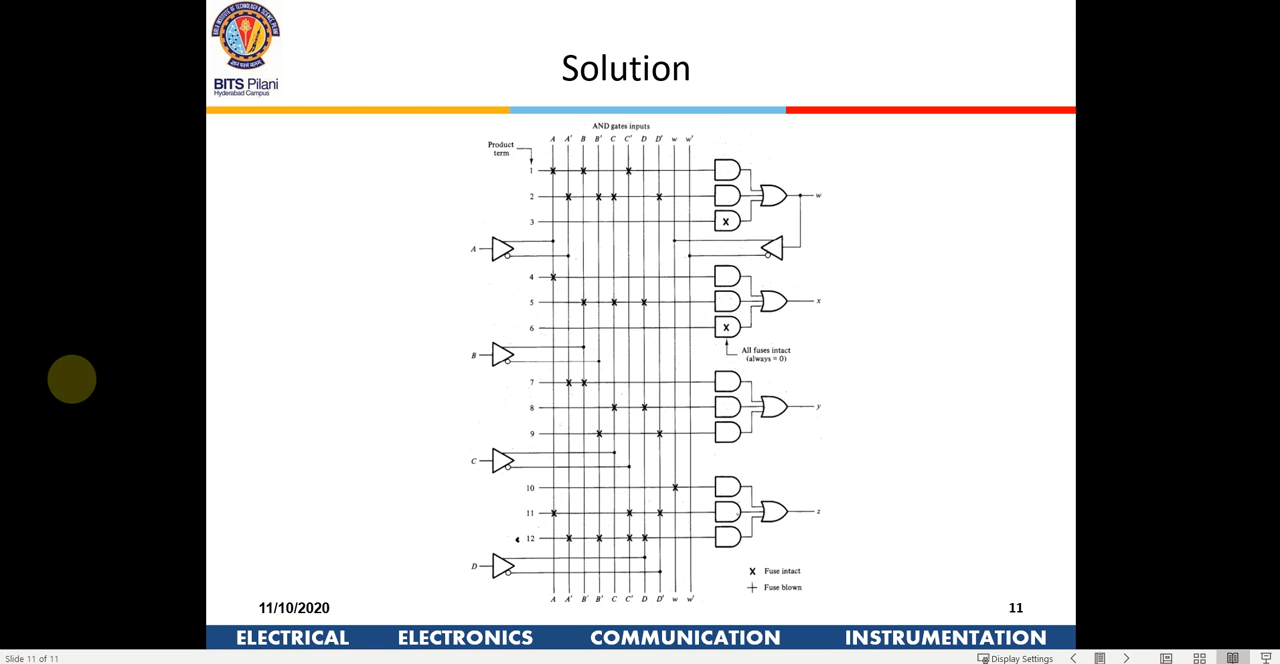 BITS Pilani
Hyderabad Campus
Solution
AND gates inputs
A A' B B' C C' D D' w w'
Product
term
1
2
w
3
A
4
5
x
6
B
All fuses intact
(always = 0)
7
8
y
9
C
10
11
z
12
D
X Fuse intact
+ Fuse blown
A A' B' B' C C' D D' w w'
11/10/2020
11
ELECTRICAL ELECTRONICS COMMUNICATION INSTRUMENTATION
Slide 11 of 11
Display Settings